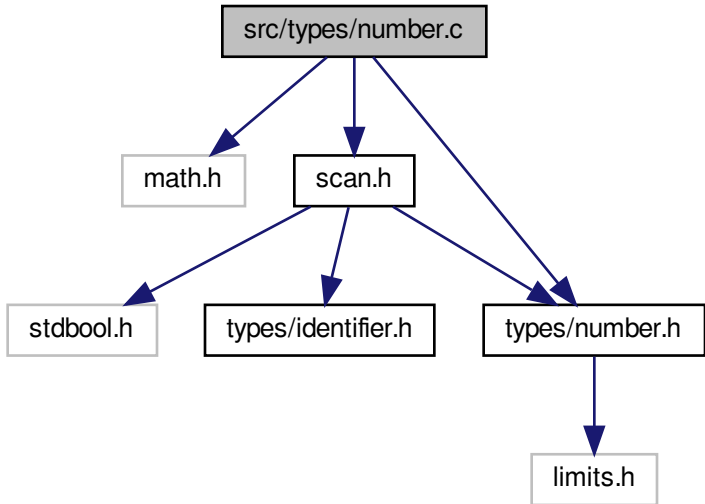 src/types/number.c
math.h
scan.h
stdbool.h
types/identifier.h
types/number.h
limits.h